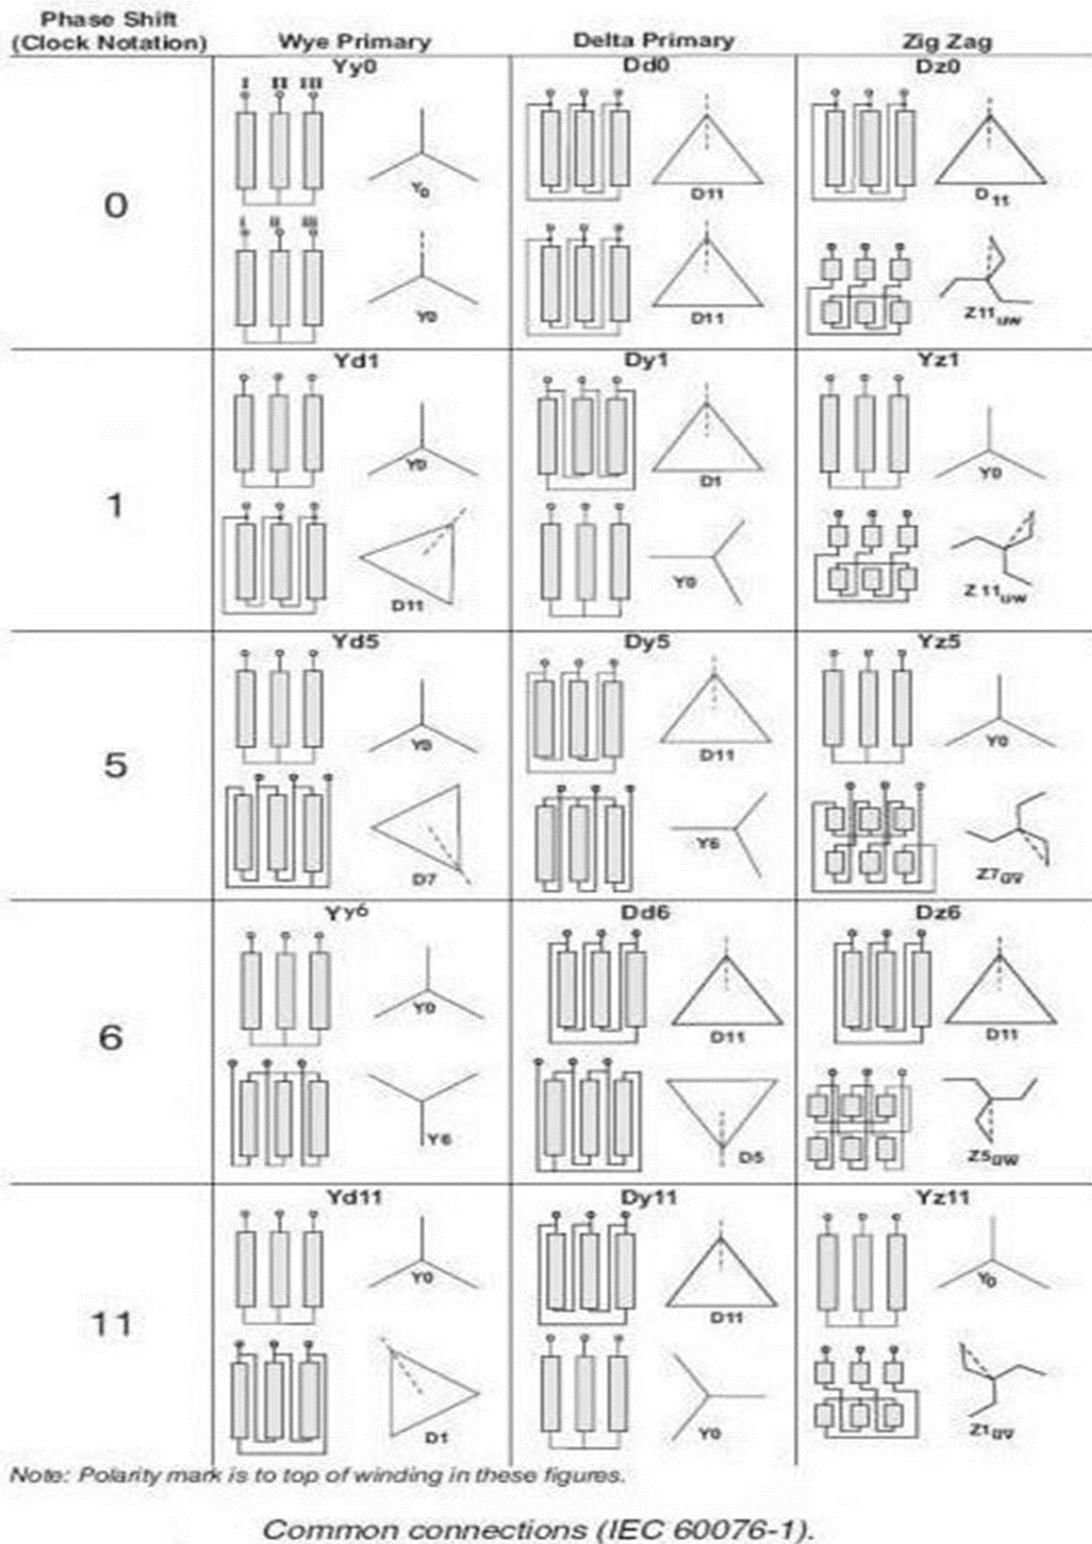 Phase Shift
(Clock Notation)
Wye Primary
Delta Primary
Zig Zag
Yy0
Dd0
Dz0
I II III
Y0
D11
D11
0
I II III
Y0
D11
Z11uw
Yd1
Dy1
Yz1
Y0
D1
Y0
1
D11
Y0
Z11uw
Yd5
Dy5
Yz5
Y0
D11
Y0
5
D7
Y6
Yy6
Dd6
Dz6
Y0
D11
D11
6
Y6
D5
Yd11
Dy11
Yz11
Y0
D11
Y0
11
D1
Y0
Note: Polarity mark is to top of winding in these figures.
Common connections (IEC 60076-1).